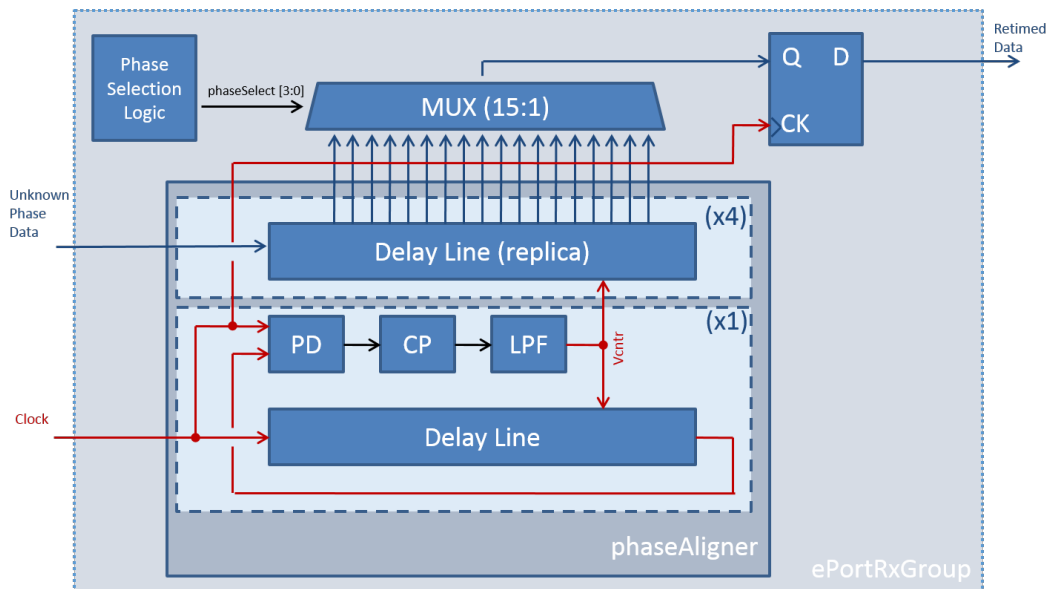 Retimed
Data
Phase
Selection
Logic
phaseSelect [3:0]
MUX (15:1)
Q D
CK
Unknown
Phase
Data
(x4)
Delay Line (replica)
(x1)
PD
CP
LPF
Vcntr
Clock
Delay Line
phaseAligner
ePortRxGroup